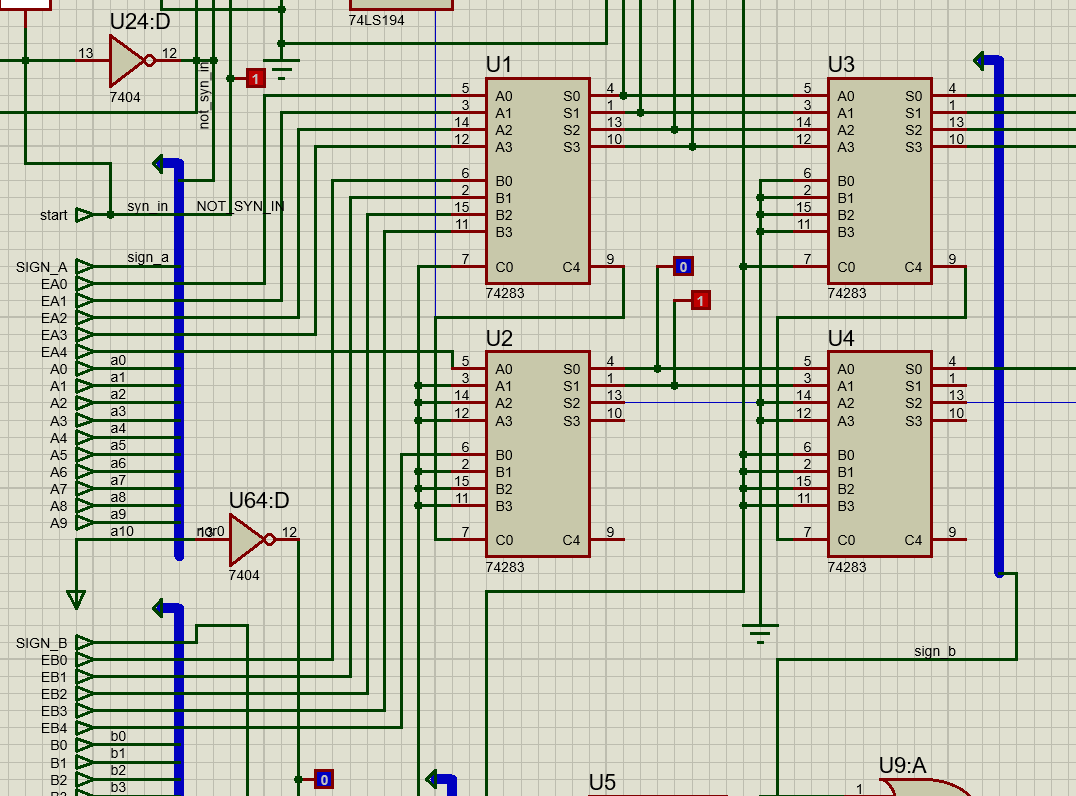 U24:D
13
12
7404
not_syn_in
1
74LS194
U1
5 A0 S0 4
3 A1 S1 1
14 A2 S2 13
12 A3 S3 10
6 B0
2 B1
15 B2
11 B3
7 C0 C4 9
74283
U3
5 A0 S0 4
3 A1 S1 1
14 A2 S2 13
12 A3 S3 10
6 B0
2 B1
15 B2
11 B3
7 C0 C4 9
74283
start
syn_in
NOT_SYN_IN
SIGN_A
sign_a
EA0
EA1
EA2
EA3
EA4
A0 a0
A1 a1
A2 a2
A3 a3
A4 a4
A5 a5
A6 a6
A7 a7
A8 a8
A9 a9
a10
0
1
U2
5 A0 S0 4
3 A1 S1 1
14 A2 S2 13
12 A3 S3 10
6 B0
2 B1
15 B2
11 B3
7 C0 C4 9
74283
U4
5 A0 S0 4
3 A1 S1 1
14 A2 S2 13
12 A3 S3 10
6 B0
2 B1
15 B2
11 B3
7 C0 C4 9
74283
U64:D
13
12
7404
SIGN_B
EB0
EB1
EB2
EB3
EB4
B0 b0
B1 b1
B2 b2
b3
0
sign_b
U5
U9:A
1